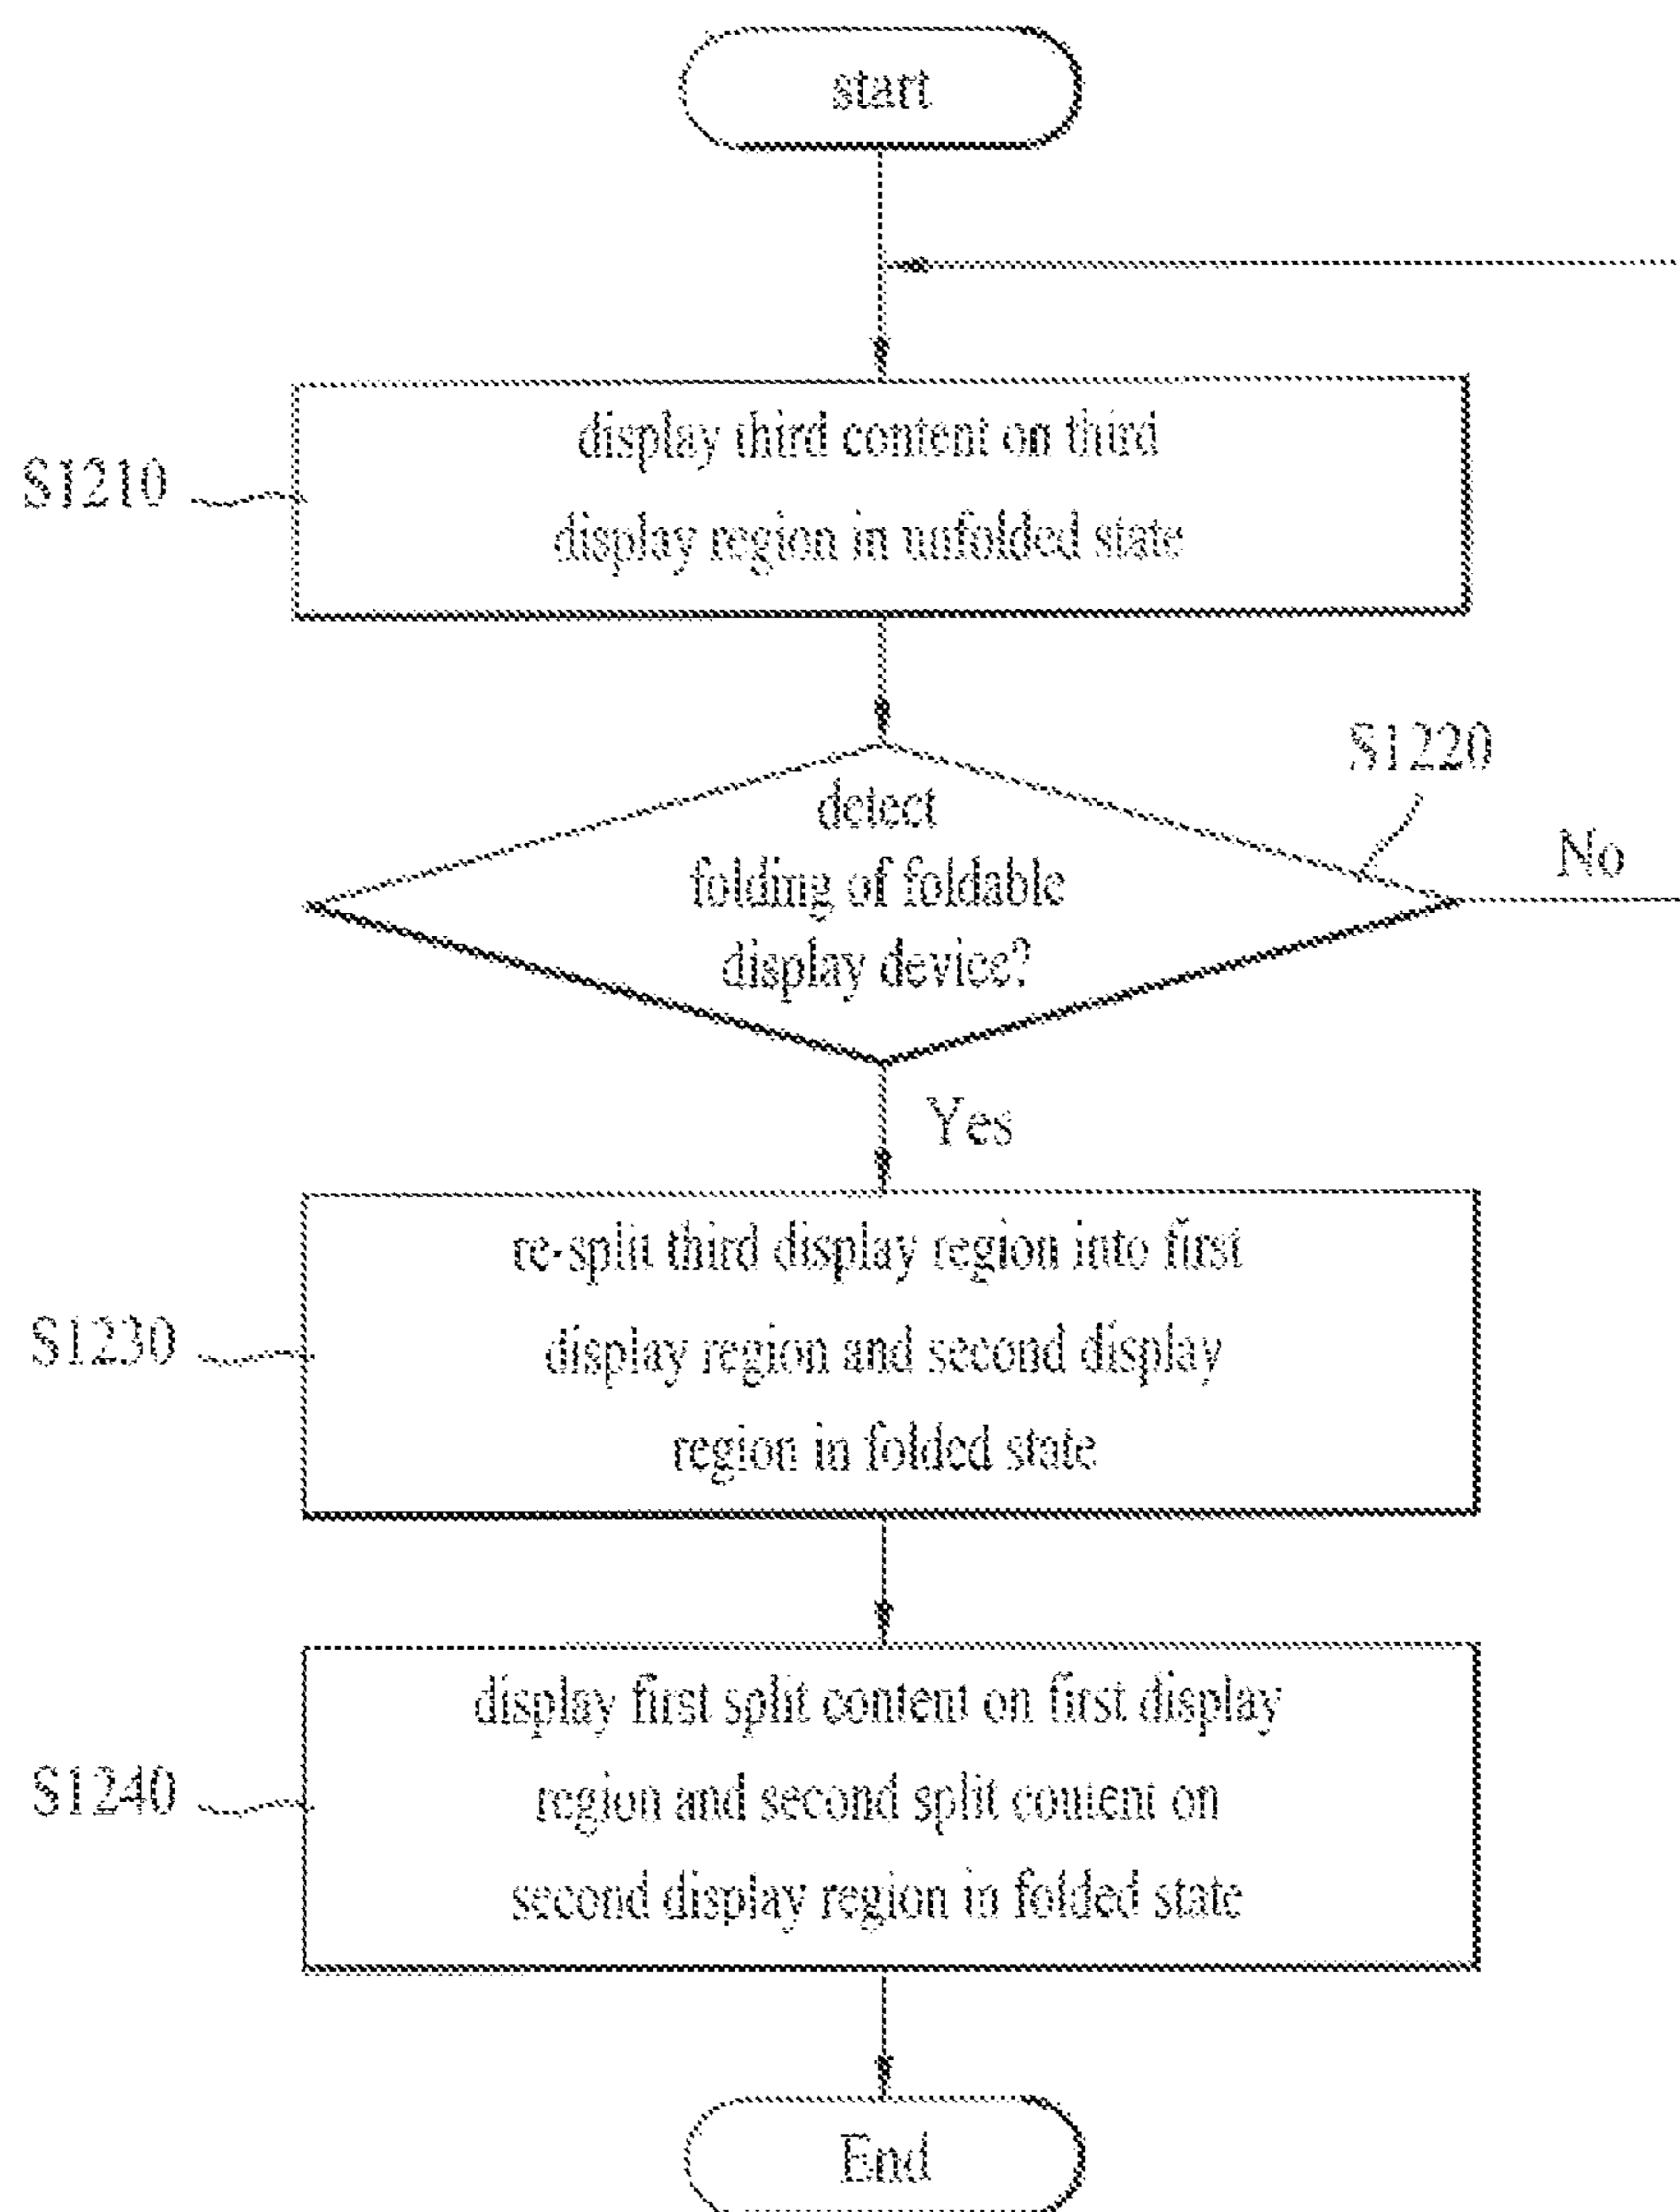 start
display third content on third
S1210
display region in unfolded state
S1220
detect
No
folding of foldable
display device?
Yes
re-split third display region into first
S1230
display region and second display
region in folded state
display first split content on first display
S1240
region and second split content on
second display region in folded state
End